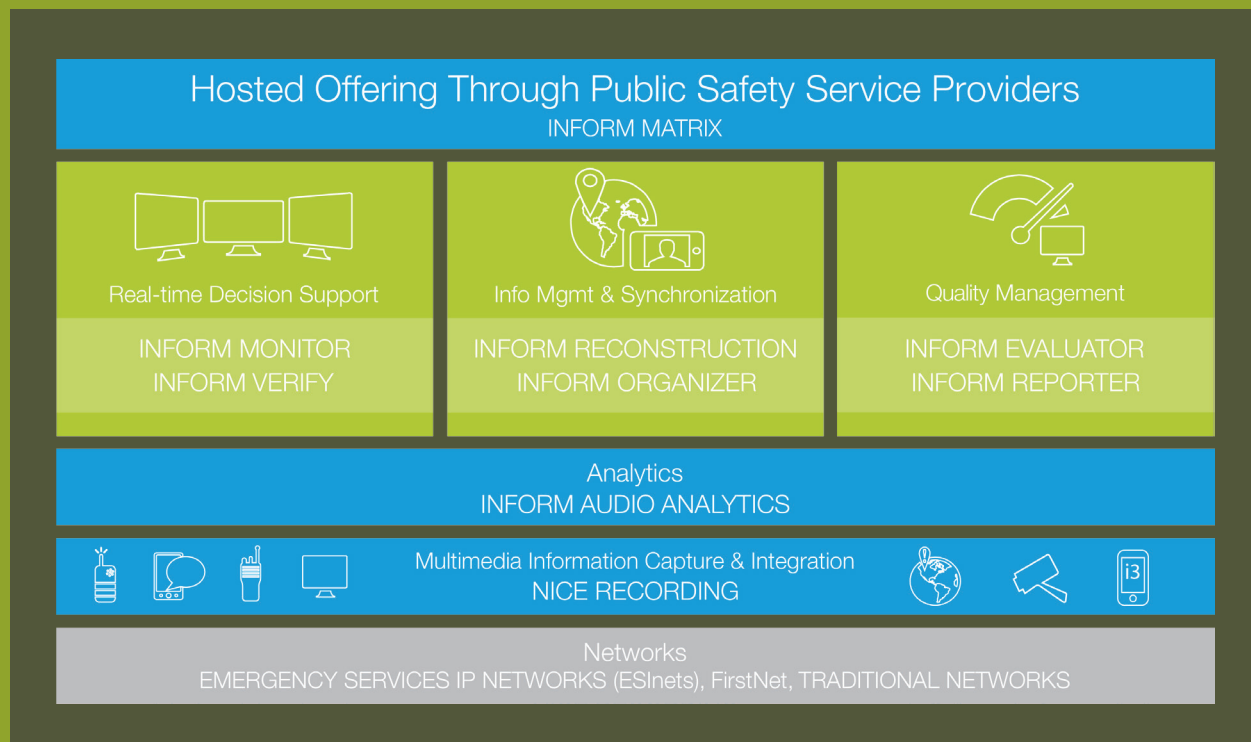 Hosted Offering Through Public Safety Service Providers
INFORM MATRIX
Real-time Decision Support
INFORM MONITOR
INFORM VERIFY
Info Mgmt & Synchronization
INFORM RECONSTRUCTION
INFORM ORGANIZER
Quality Management
INFORM EVALUATOR
INFORM REPORTER
Analytics
INFORM AUDIO ANALYTICS
Multimedia Information Capture & Integration
NICE RECORDING
i3
Networks
EMERGENCY SERVICES IP NETWORKS (ESInets), FirstNet, TRADITIONAL NETWORKS